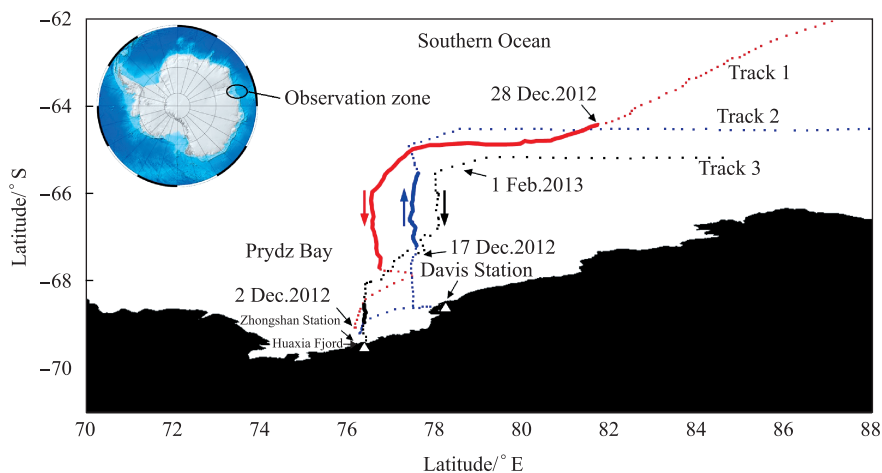 −62
Southern Ocean
Track 1
28 Dec.2012
Observation zone
−64
Track 2
Track 3
1 Feb.2013
−66
Latitude/° S
Prydz Bay
17 Dec.2012
Davis Station
−68
2 Dec.2012
Zhongshan Station
Huaxia Fjord
−70
70 72 74 76 78 80 82 84 86 88
Latitude/° E